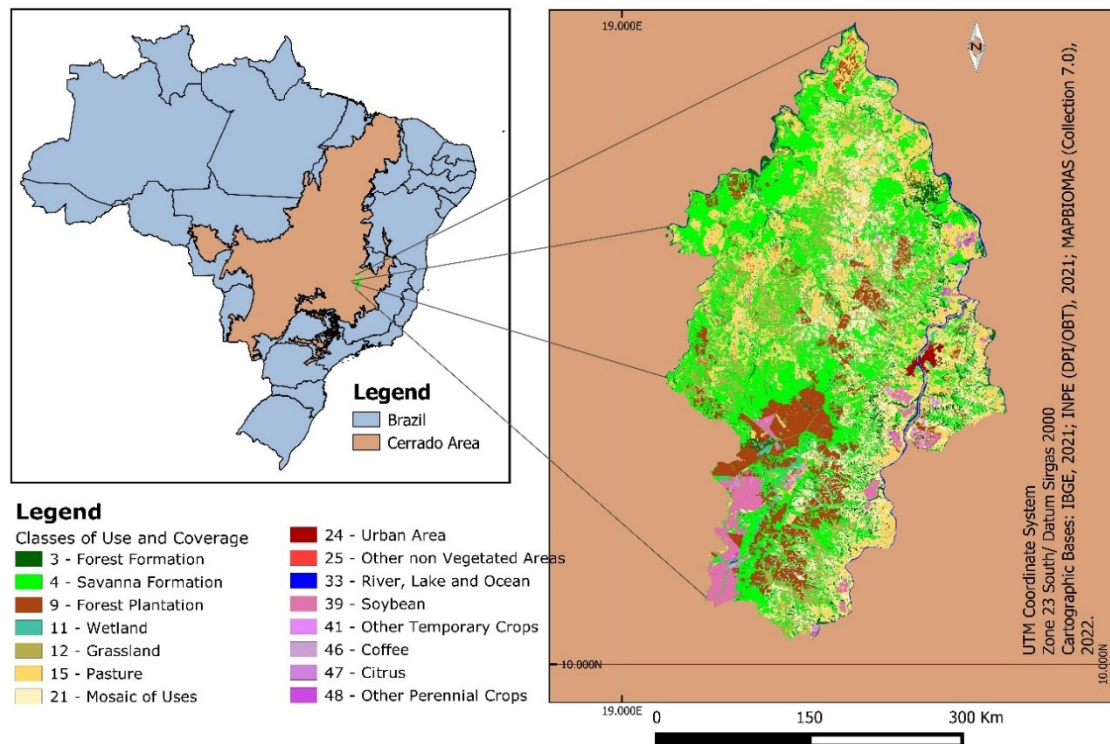 Legend
Brazil
Cerrado Area
19.000E
N
UTM Coordinate System
Zone 23 South/ Datum Sirgas 2000
Cartographic Bases: IBGE, 2021; INPE (DPI/OBT), 2021; MAPBIOMAS (Collection 7.0),
2022.
10.000N
10.000N
19.000E
0 150 300 Km
Legend
Classes of Use and Coverage
3 - Forest Formation
4 - Savanna Formation
9 - Forest Plantation
11 - Wetland
12 - Grassland
15 - Pasture
21 - Mosaic of Uses
24 - Urban Area
25 - Other non Vegetated Areas
33 - River, Lake and Ocean
39 - Soybean
41 - Other Temporary Crops
46 - Coffee
47 - Citrus
48 - Other Perennial Crops